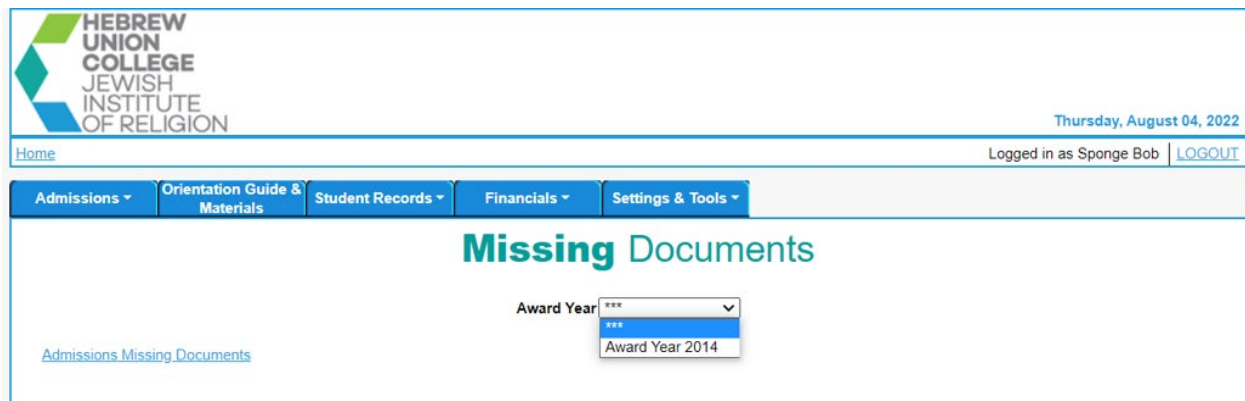 HEBREW
UNION
COLLEGE
JEWISH
INSTITUTE
OF RELIGION
Thursday, August 04, 2022
Home
Logged in as Sponge Bob | LOGOUT
Admissions
Orientation Guide &
Materials
Student Records
Financials
Settings & Tools
Missing Documents
Award Year ***
***
Award Year 2014
Admissions Missing Documents